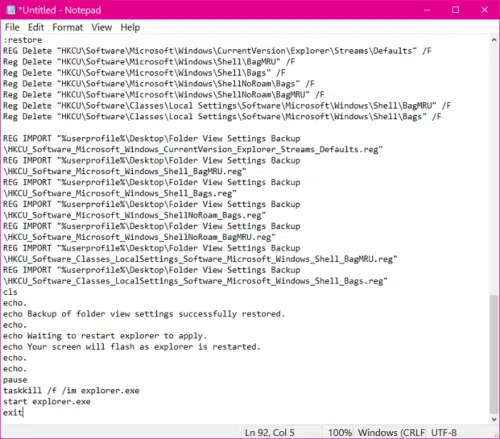 *Untitled - Notepad
File Edit Format View Help
:restore
REG Delete "HKCU\Software\Microsoft\Windows\CurrentVersion\Explorer\Streams\Defaults" /F
Reg Delete "HKCU\Software\Microsoft\Windows\Shell\BagMRU" /F
Reg Delete "HKCU\Software\Microsoft\Windows\Shell\Bags" /F
Reg Delete "HKCU\Software\Microsoft\Windows\ShellNoRoam\Bags" /F
Reg Delete "HKCU\Software\Microsoft\Windows\ShellNoRoam\BagMRU" /F
Reg Delete "HKCU\Software\Classes\Local Settings\Software\Microsoft\Windows\Shell\BagMRU" /F
Reg Delete "HKCU\Software\Classes\Local Settings\Software\Microsoft\Windows\Shell\Bags" /F
REG IMPORT "%userprofile%\Desktop\Folder View Settings Backup
\HKCU_Software_Microsoft_Windows_CurrentVersion_Explorer_Streams_Defaults.reg"
REG IMPORT "%userprofile%\Desktop\Folder View Settings Backup
\HKCU_Software_Microsoft_Windows_Shell_BagMRU.reg"
REG IMPORT "%userprofile%\Desktop\Folder View Settings Backup
\HKCU_Software_Microsoft_Windows_Shell_Bags.reg"
REG IMPORT "%userprofile%\Desktop\Folder View Settings Backup
\HKCU_Software_Microsoft_Windows_ShellNoRoam_Bags.reg"
REG IMPORT "%userprofile%\Desktop\Folder View Settings Backup
\HKCU_Software_Microsoft_Windows_ShellNoRoam_BagMRU.reg"
REG IMPORT "%userprofile%\Desktop\Folder View Settings Backup
\HKCU_Software_Classes_LocalSettings_Software_Microsoft_Windows_Shell_BagMRU.reg"
REG IMPORT "%userprofile%\Desktop\Folder View Settings Backup
\HKCU_Software_Classes_LocalSettings_Software_Microsoft_Windows_Shell_Bags.reg"
cls
echo.
echo Backup of folder view settings successfully restored.
echo.
echo Waiting to restart explorer to apply.
echo Your screen will flash as explorer is restarted.
echo.
echo.
pause
taskkill /f /im explorer.exe
start explorer.exe
exit
Ln 92, Col 5 100% Windows (CRLF UTF-8